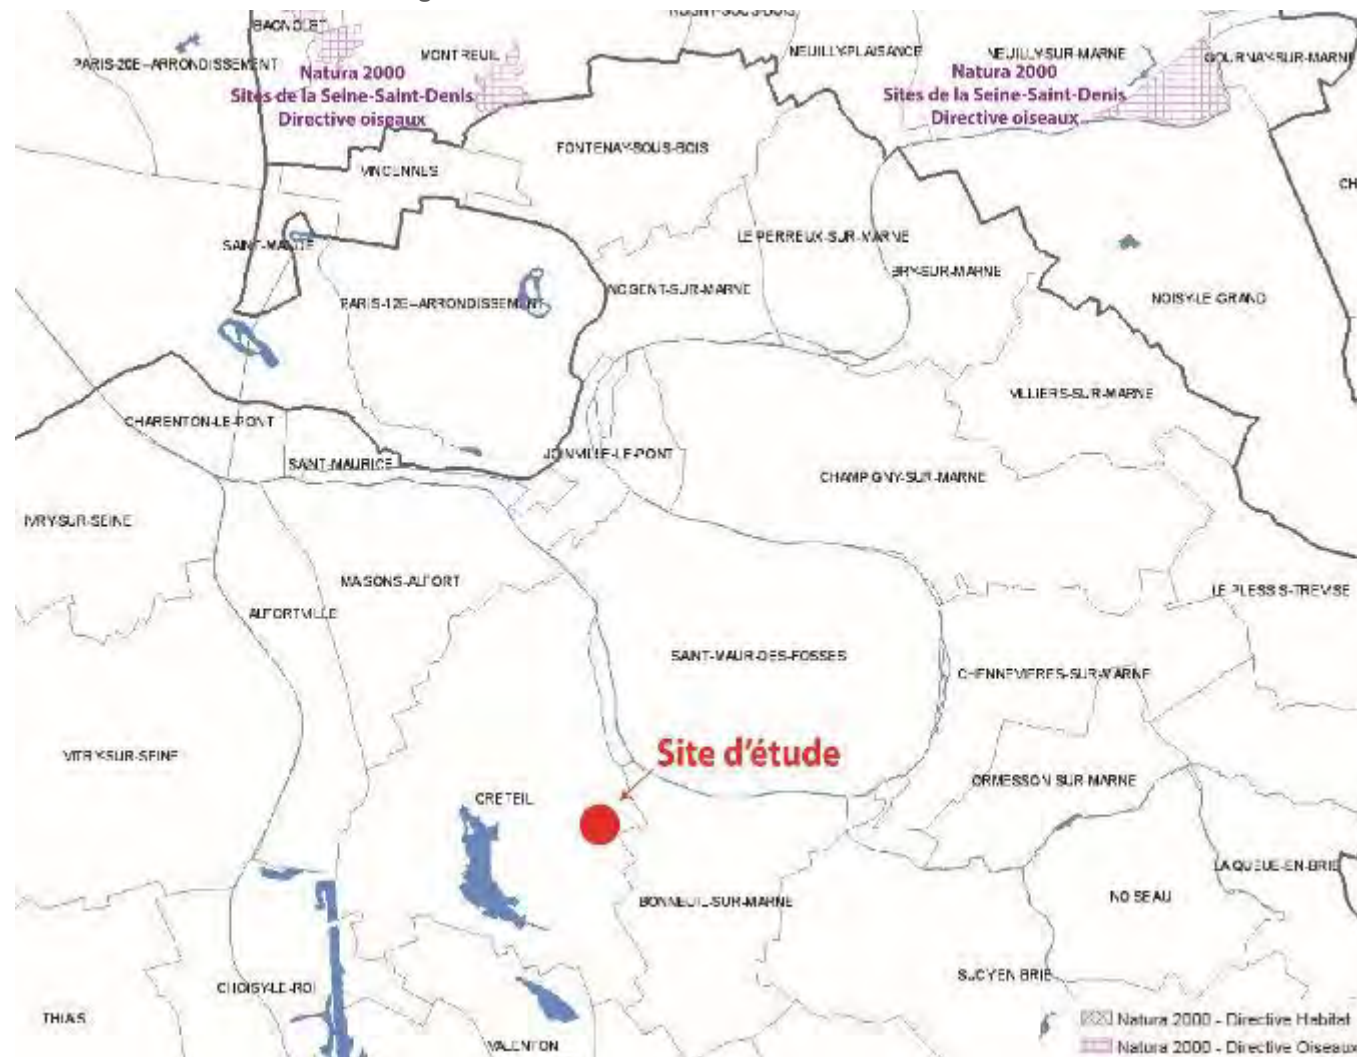 BAGNOLET
PARIS-20E--ARRONDISSEMENT
MONTREUIL
NEUILLY-PLAISANCE
NEUILLY-SUR-MARNE
GOURNAY-SUR-MARNE
Natura 2000
Sites de la Seine-Saint-Denis
Directive oiseaux
Natura 2000
Sites de la Seine-Saint-Denis
Directive oiseaux
FONTENAY-SOUS-BOIS
VINCENNES
CH
SAINT-MANDE
LE PERREUX-SUR-MARNE
BRY-SUR-MARNE
PARIS-12E--ARRONDISSEMENT
NOGENT-SUR-MARNE
NOISY-LE-GRAND
VILLIERS-SUR-MARNE
CHARENTON-LE-PONT
SAINT-MAURICE
JOINVILLE-LE-PONT
CHAMPIGNY-SUR-MARNE
IVRY-SUR-SEINE
MAISONS-ALFORT
LE PLESSIS-TREVISE
ALFORTVILLE
SAINT-MAUR-DES-FOSSES
CHENNEVIERES-SUR-MARNE
VITRY-SUR-SEINE
Site d'étude
ORMESSON SUR MARNE
CRETEIL
LA QUEUE-EN-BRIE
NOISEAU
BONNEUIL-SUR-MARNE
SUCY EN BRIE
CHOISY-LE-ROI
THIAIS
VALENTON
Natura 2000 - Directive Habitat
Natura 2000 - Directive Oiseaux